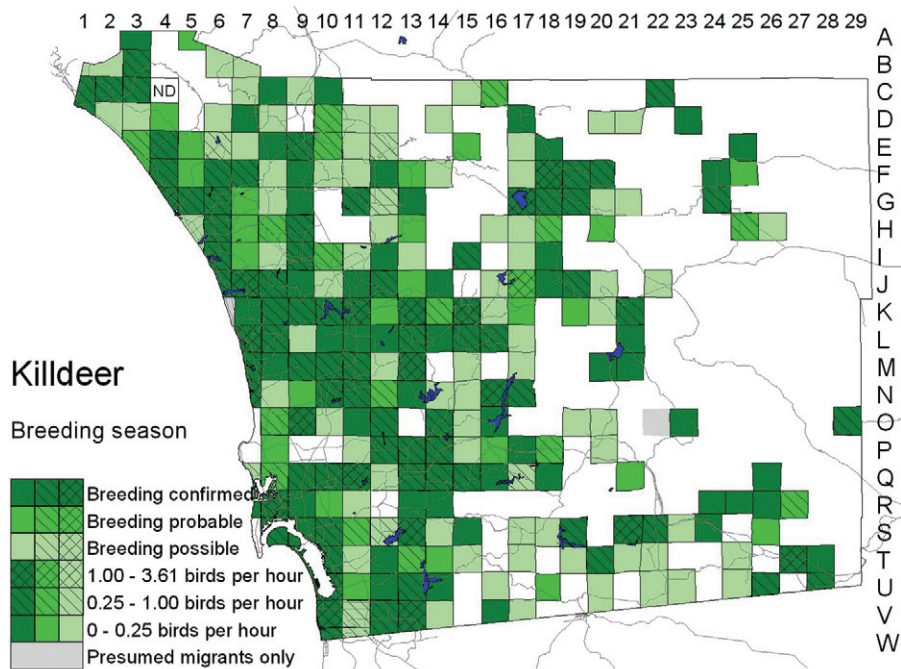 1 2 3 4 5 6 7 8 9 10 11 12 13 14 15 16 17 18 19 20 21 22 23 24 25 26 27 28 29
A
B
C
ND
D
E
F
G
H
I
J
K
L
M
N
O
P
Q
R
S
T
U
V
W
Killdeer
Breeding season
Breeding confirmed
Breeding probable
Breeding possible
1.00 - 3.61 birds per hour
0.25 - 1.00 birds per hour
0 - 0.25 birds per hour
Presumed migrants only